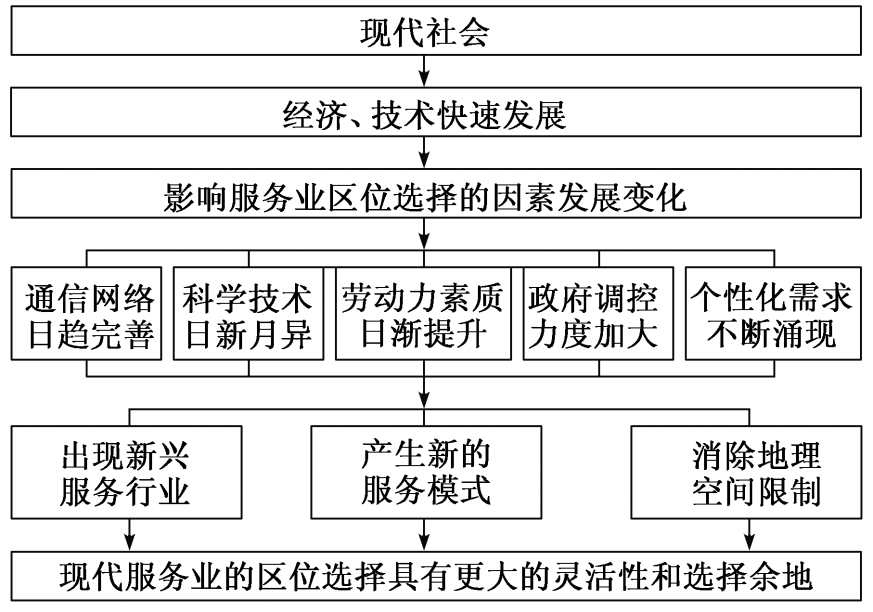 现代社会
经济、技术快速发展
影响服务业区位选择的因素发展变化
通信网络
日趋完善
科学技术
日新月异
劳动力素质
日渐提升
政府调控
力度加大
个性化需求
不断涌现
出现新兴
服务行业
产生新的
服务模式
消除地理
空间限制
现代服务业的区位选择具有更大的灵活性和选择余地